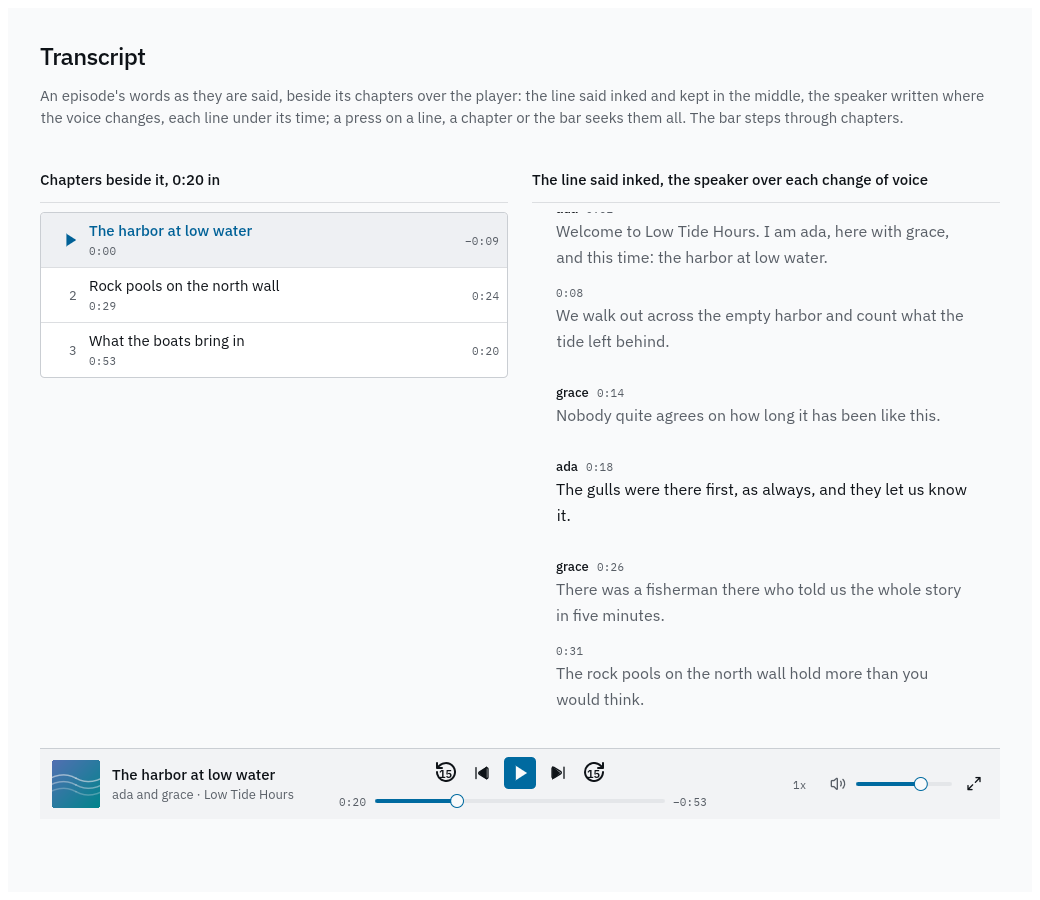 Transcript
An episode's words as they are said, beside its chapters over the player: the line said inked and kept in the middle, the speaker written where
the voice changes, each line under its time; a press on a line, a chapter or the bar seeks them all. The bar steps through chapters.
Chapters beside it, 0:20 in
The harbor at low water
0:00
−0:09
2
Rock pools on the north wall
0:29
0:24
3
What the boats bring in
0:53
0:20
The line said inked, the speaker over each change of voice
Welcome to Low Tide Hours. I am ada, here with grace,
and this time: the harbor at low water.
0:08
We walk out across the empty harbor and count what the
tide left behind.
grace 0:14
Nobody quite agrees on how long it has been like this.
ada 0:18
The gulls were there first, as always, and they let us know
it.
grace 0:26
There was a fisherman there who told us the whole story
in five minutes.
0:31
The rock pools on the north wall hold more than you
would think.
The harbor at low water
ada and grace · Low Tide Hours
15
15
0:20
−0:53
1x